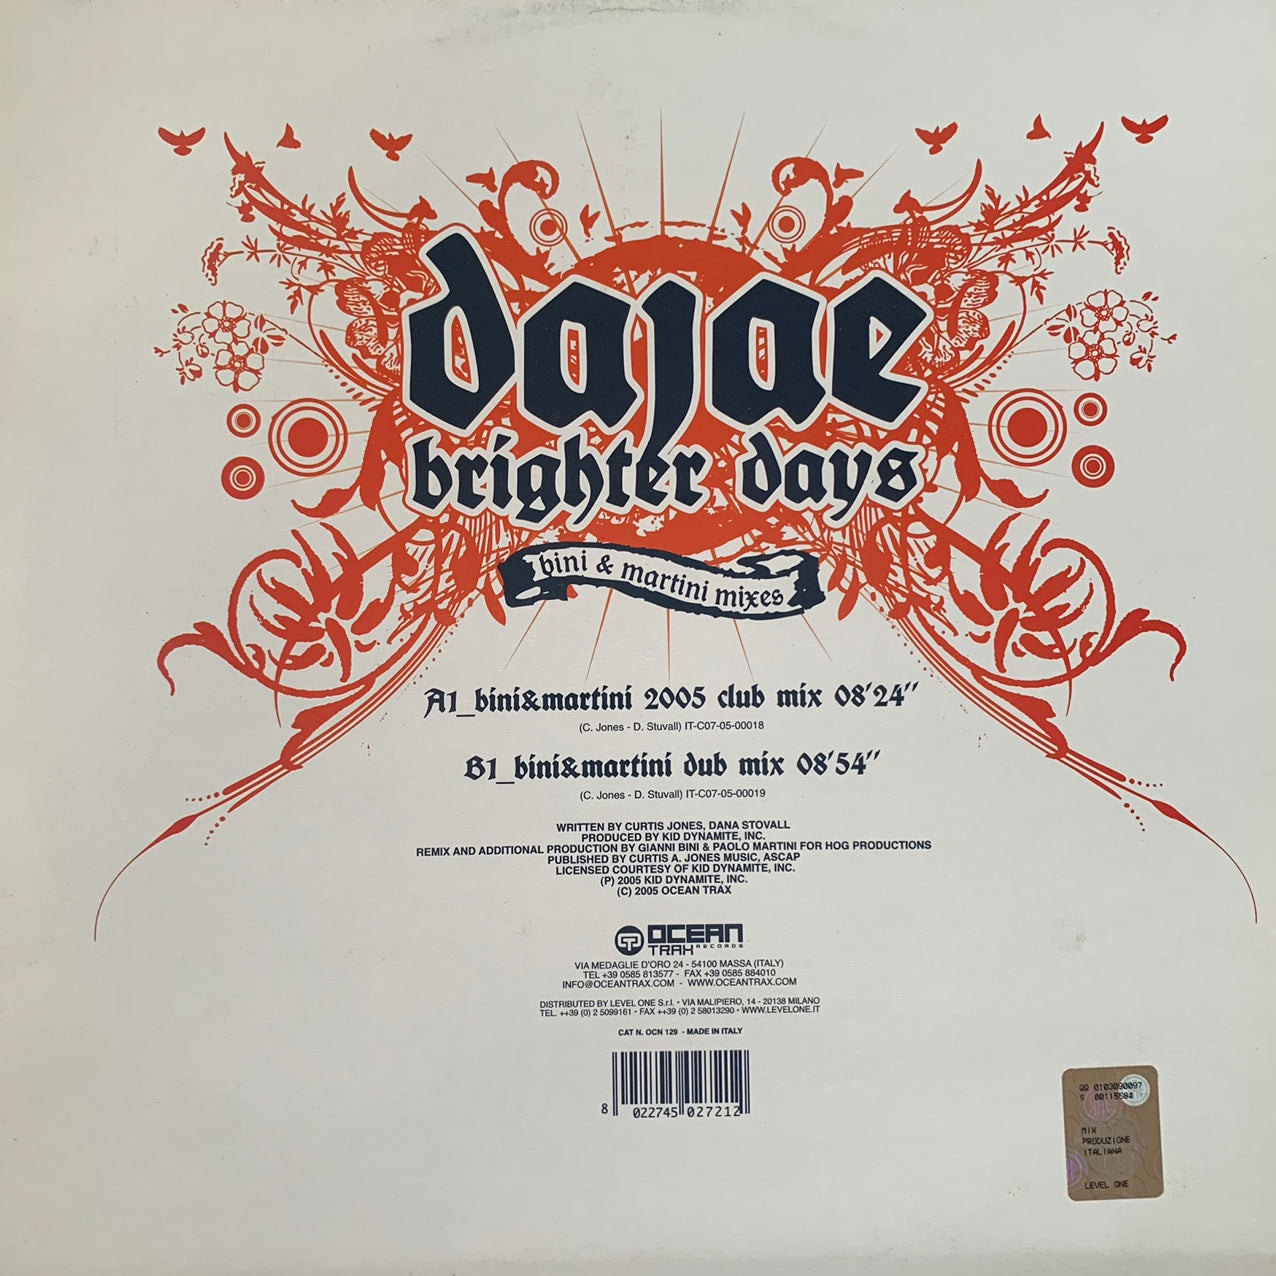 dajae
brighter days
bini & martini mixes
A1_bini&martini 2005 club mix 08'24''
(C. Jones - D. Stuvall) IT-C07-05-00018
B1_bini&martini dub mix 08'54''
(C. Jones - D. Stuvall) IT-C07-05-00019
WRITTEN BY CURTIS JONES, DANA STOVALL
PRODUCED BY KID DYNAMITE, INC.
REMIX AND ADDITIONAL PRODUCTION BY GIANNI BINI & PAOLO MARTINI FOR HOG PRODUCTIONS
PUBLISHED BY CURTIS A. JONES MUSIC, ASCAP
LICENSED COURTESY OF KID DYNAMITE, INC.
(P) 2005 KID DYNAMITE, INC.
(C) 2005 OCEAN TRAX
OCEAN
TRAX RECORDS
VIA MEDAGLIE D'ORO 24 - 54100 MASSA (ITALY)
TEL +39 0585 813577 - FAX +39 0585 884010
INFO@OCEANTRAX.COM - WWW.OCEANTRAX.COM
DISTRIBUTED BY LEVEL ONE S.r.l. • VIA MALIPIERO, 14 - 20138 MILANO
TEL. ++39 (0) 2 5099161 • FAX ++39 (0) 2 58013290 • WWW.LEVELONE.IT
CAT N. OCN 129 - MADE IN ITALY
8 022745 027212
QQ 0103090097
S 00115584
MIX
PRODUZIONE
ITALIANA
LEVEL ONE